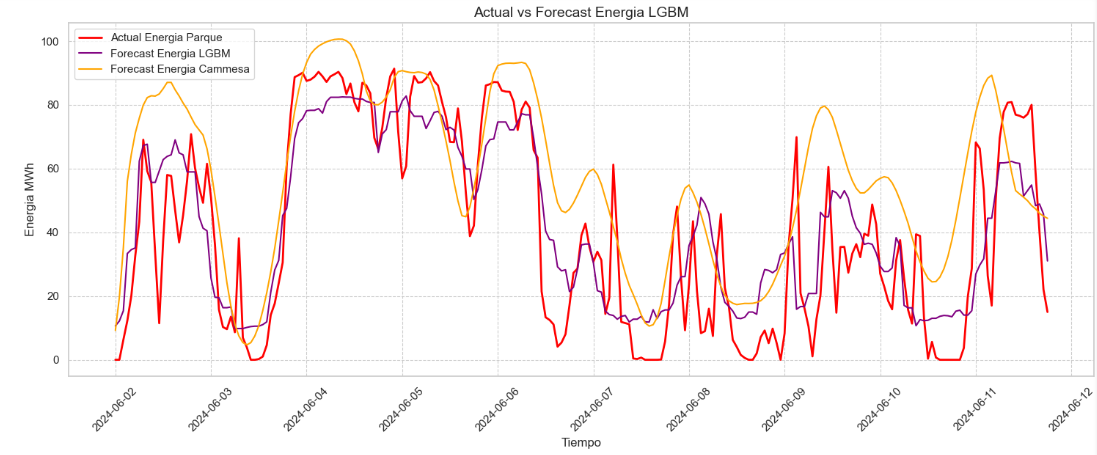 Actual vs Forecast Energia LGBM
Actual Energia Parque
Forecast Energia LGBM
Forecast Energia Cammesa
100
80
60
40
20
0
Energia MWh
2024-06-02
2024-06-03
2024-06-04
2024-06-05
2024-06-06
2024-06-07
2024-06-08
2024-06-09
2024-06-10
2024-06-11
2024-06-12
Tiempo